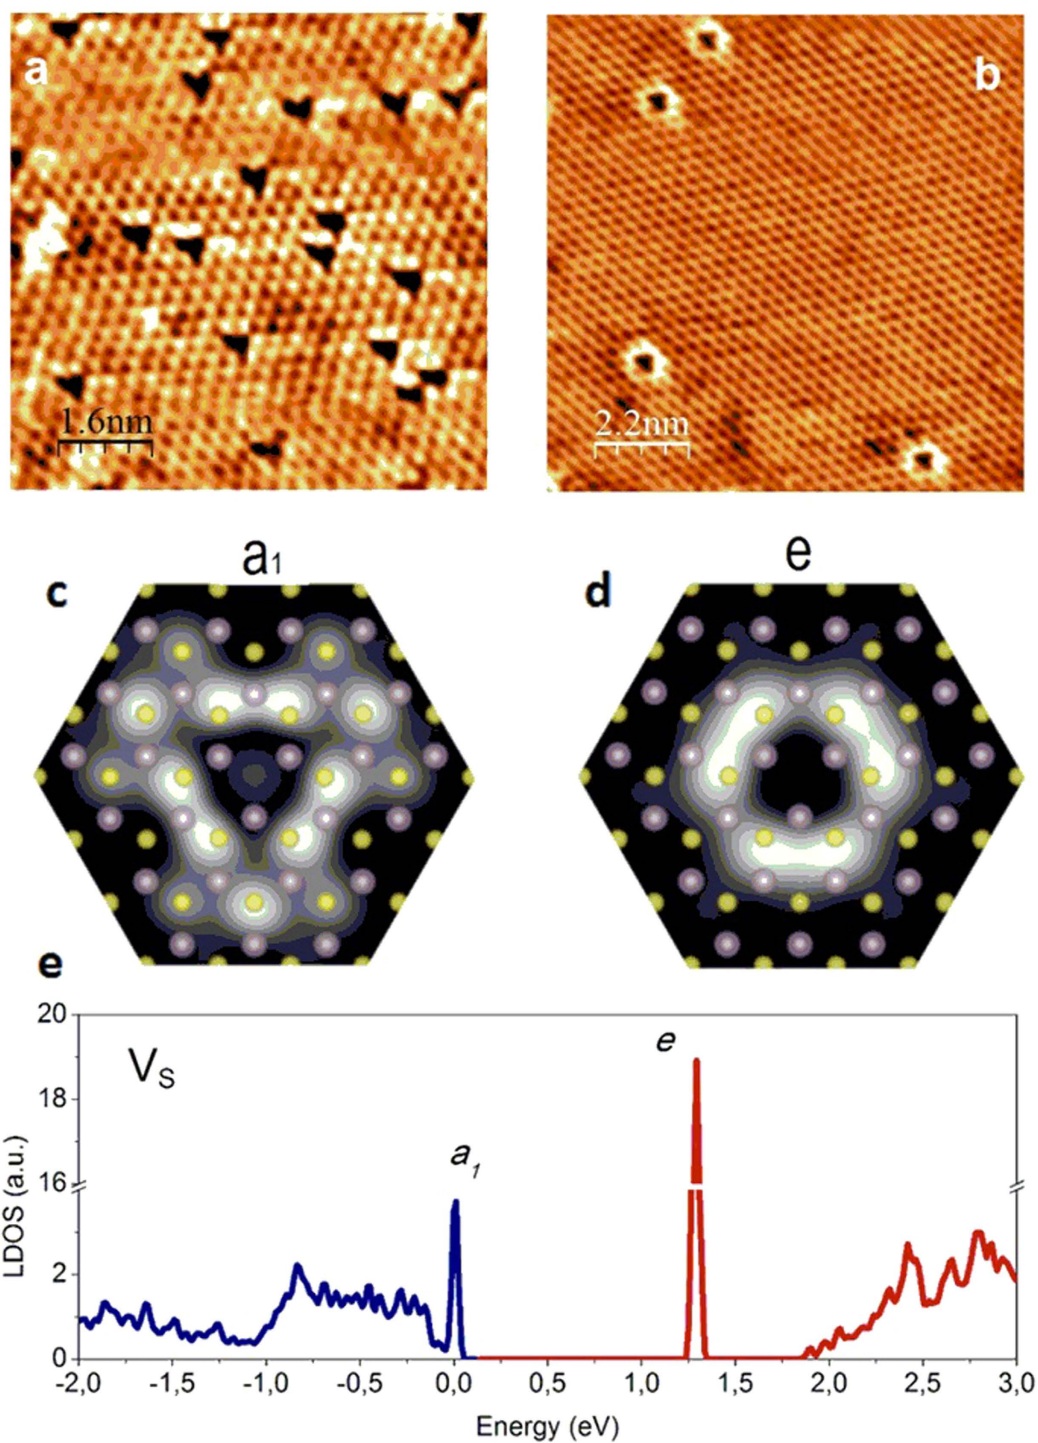 a
b
1.6nm
2.2nm
a1
e
c
d
e
20
18
16
2
0
LDOS (a.u.)
VS
a1
e
-2,0 -1,5 -1,0 -0,5 0,0 0,5 1,0 1,5 2,0 2,5 3,0
Energy (eV)